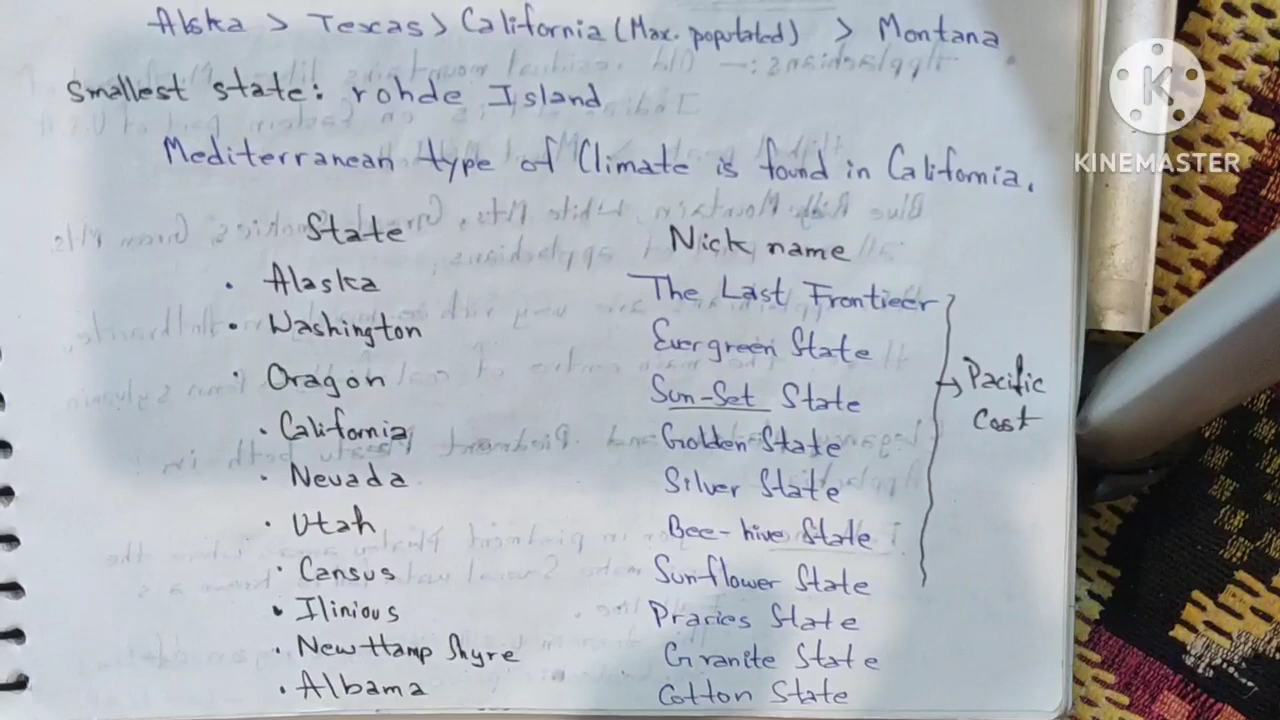 Alska > Texcas > California (Max. populated) > Montana
Smallest state: rohde Island
Mediterranean type of Climate is found in California.
State Nick name
• Alaska The Last Frontieer
• Washington Evergreen State
• Oragon Sun-Set State
• California Golden State
• Nevada Silver State
• Utah Bee-hive State
• Cansus Sunflower State
• Ilinious Praries State
• New Hamp Shyre Granite State
• Albama Cotton State
→ Pacific
Cost
KINEMASTER